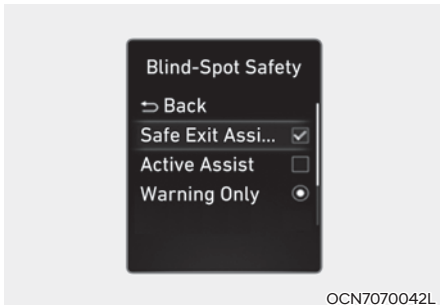 Blind-Spot Safety
Back
Safe Exit Assi...
Active Assist
Warning Only
OCN7070042L